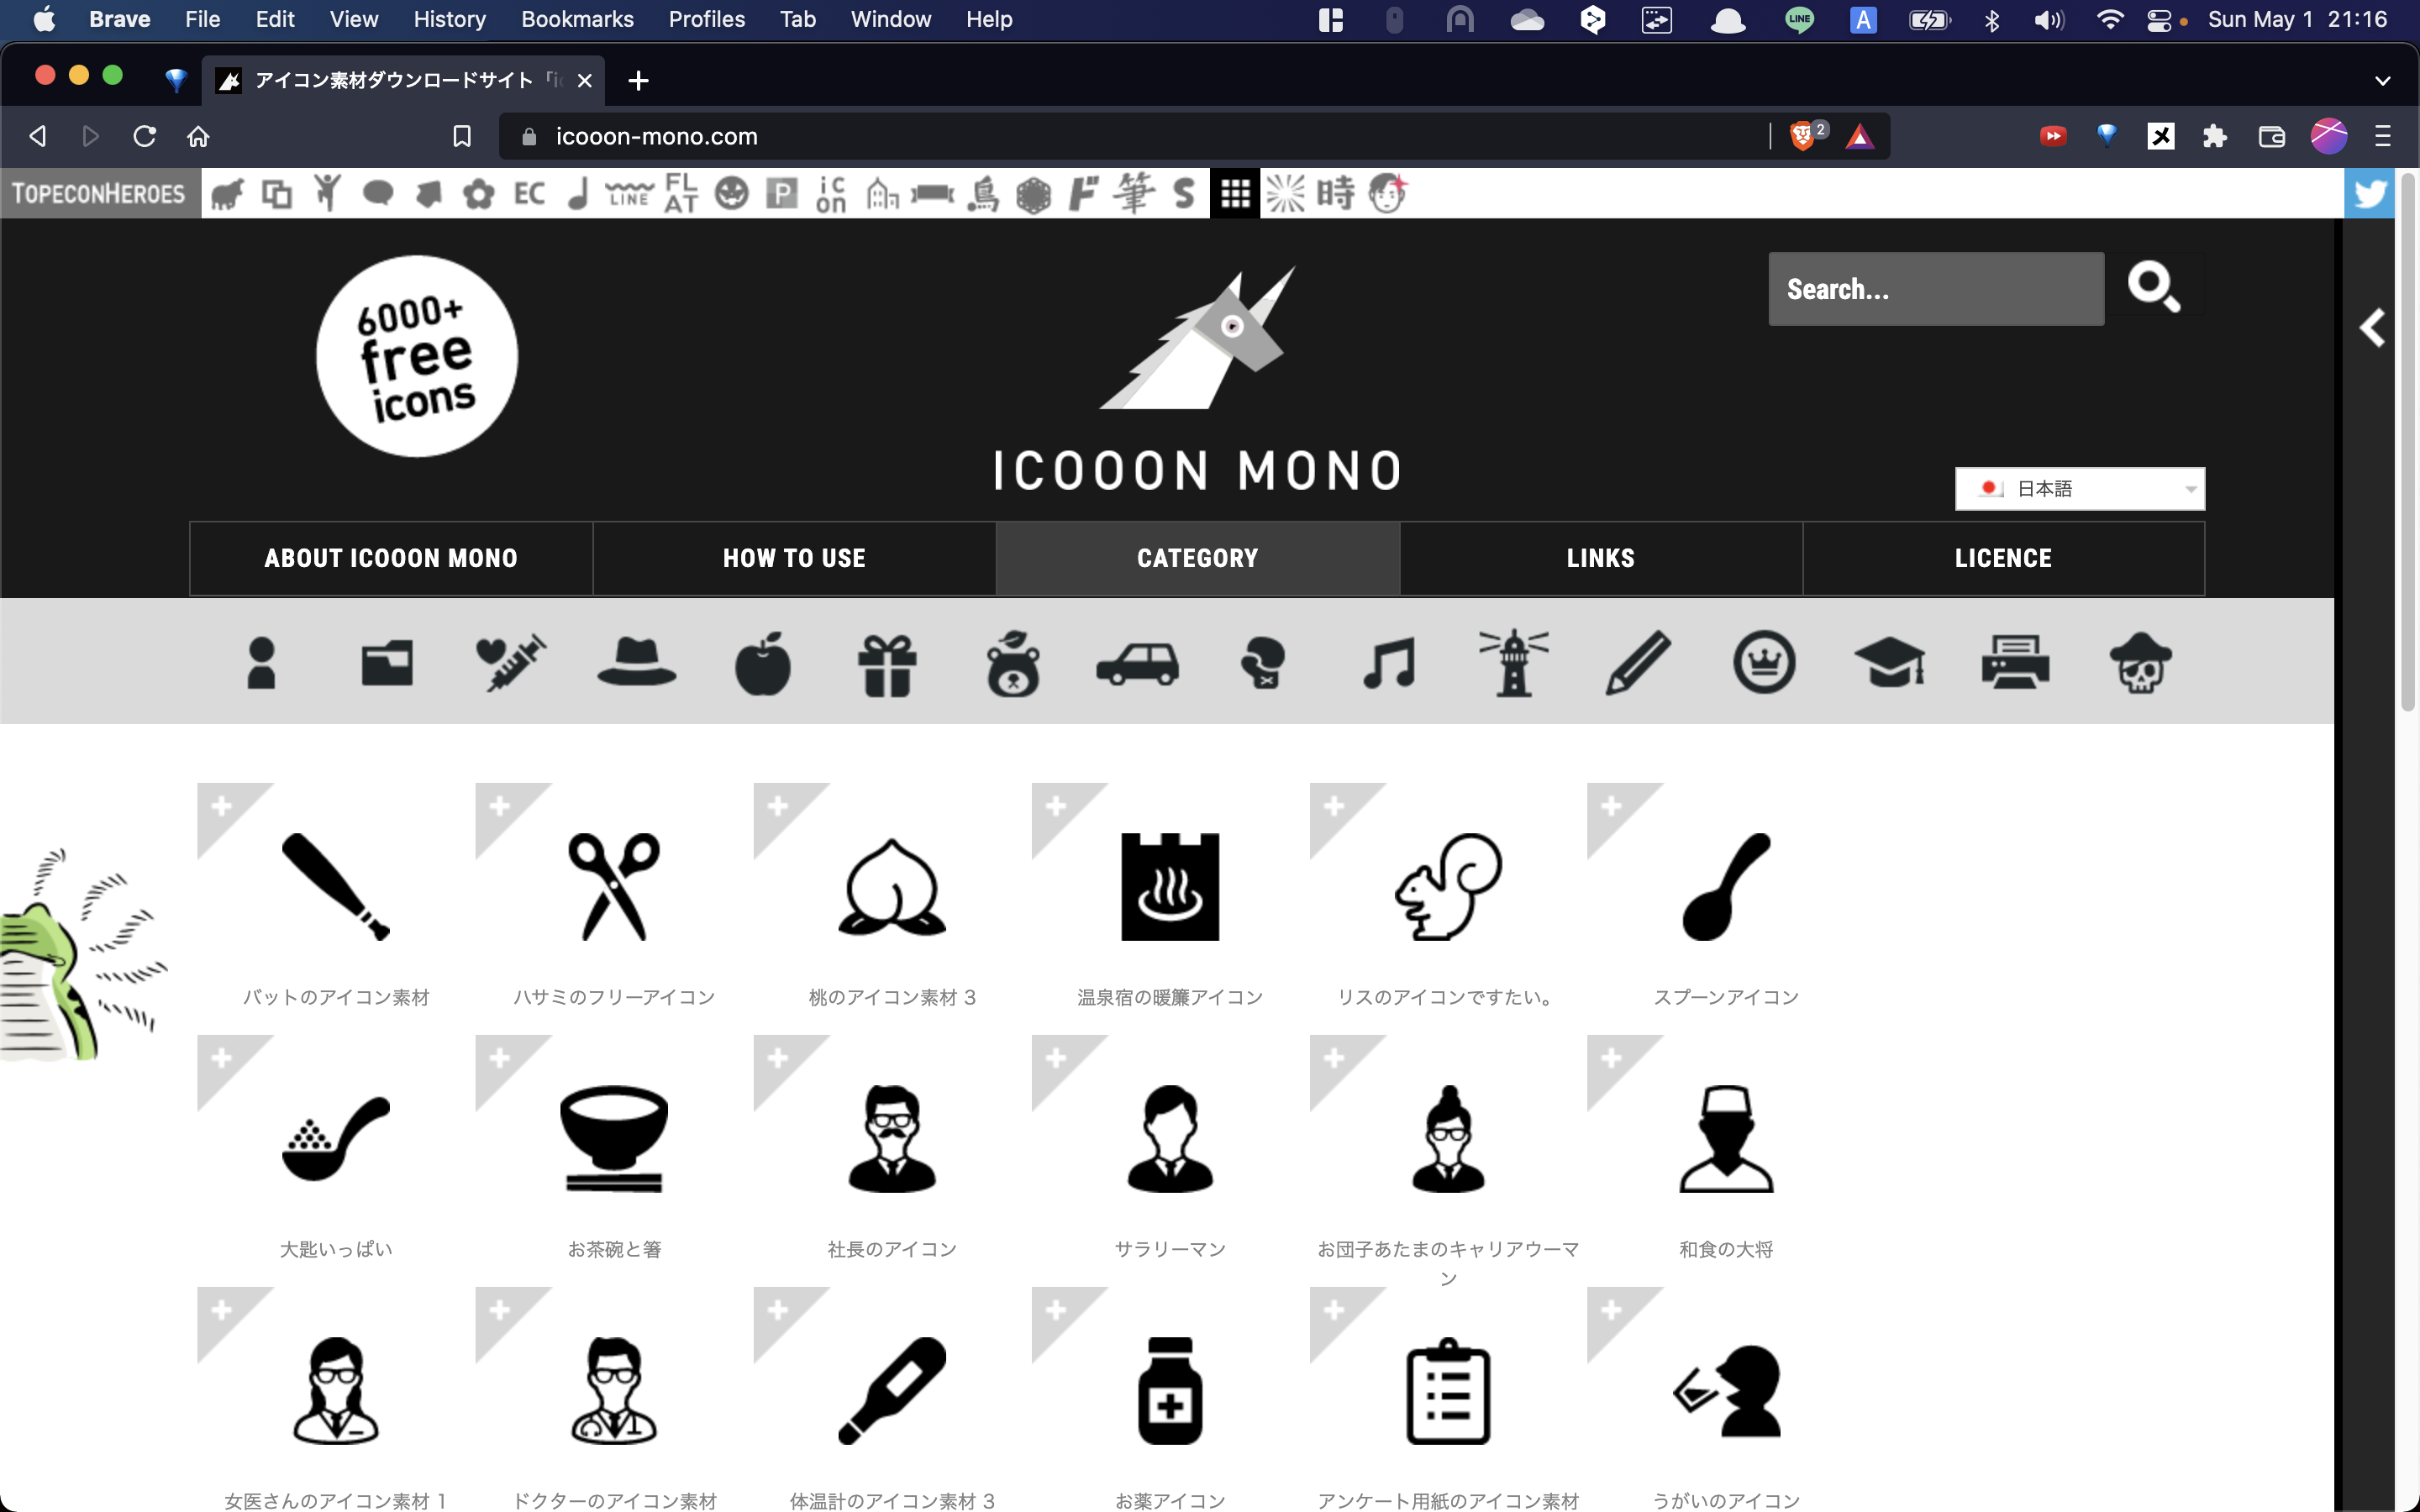 Brave File Edit View History Bookmarks Profiles Tab Window Help LINE A Sun May 1 21:16
アイコン素材ダウンロードサイト「ic
icooon-mono.com 2
TOPECONHEROES EC LINE FLAT P icon 鳥 ド 筆 S 時
6000+
free
icons
Search...
ICOOON MONO
日本語
ABOUT ICOOON MONO HOW TO USE CATEGORY LINKS LICENCE
バットのアイコン素材 ハサミのフリーアイコン 桃のアイコン素材 3 温泉宿の暖簾アイコン リスのアイコンですたい。 スプーンアイコン
大匙いっぱい お茶碗と箸 社長のアイコン サラリーマン お団子あたまのキャリアウーマ 和食の大将
ン
女医さんのアイコン素材 1 ドクターのアイコン素材 体温計のアイコン素材 3 お薬アイコン アンケート用紙のアイコン素材 うがいのアイコン